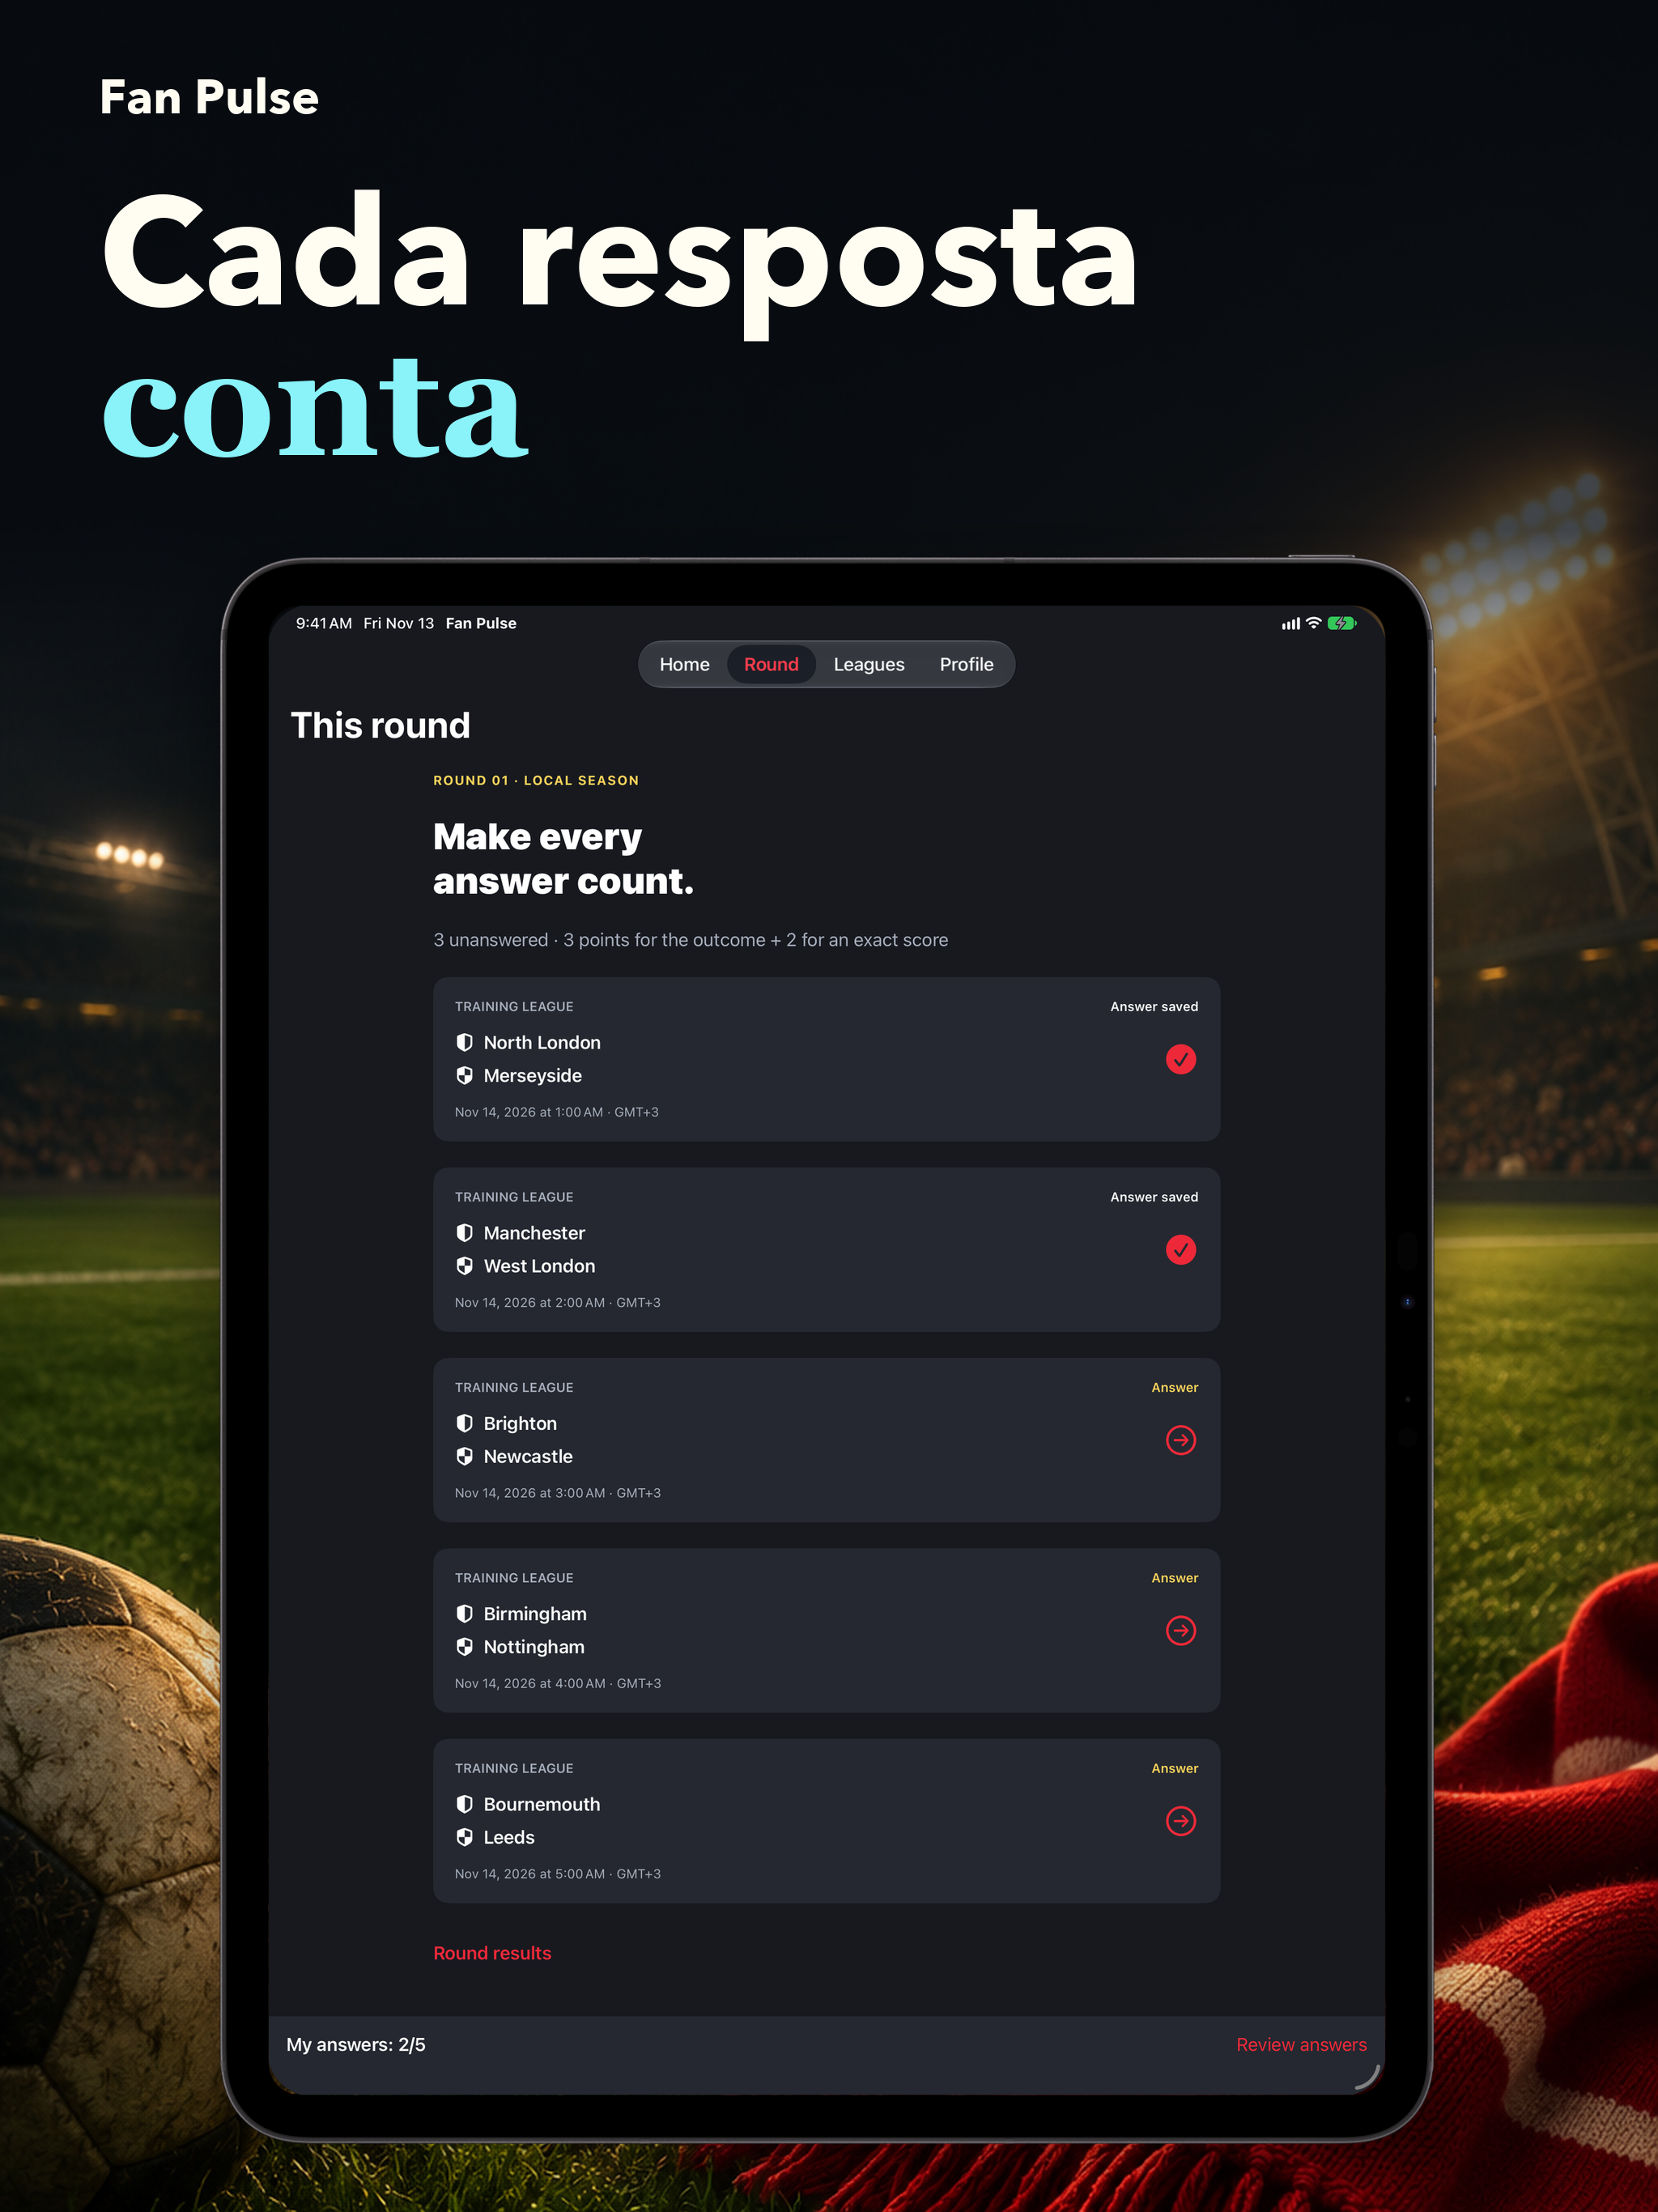 Fan Pulse
Cada resposta
conta
9:41 AM Fri Nov 13 Fan Pulse
Home Round Leagues Profile
This round
ROUND 01 · LOCAL SEASON
Make every
answer count.
3 unanswered · 3 points for the outcome + 2 for an exact score
TRAINING LEAGUE Answer saved
North London
Merseyside
Nov 14, 2026 at 1:00 AM · GMT+3
TRAINING LEAGUE Answer saved
Manchester
West London
Nov 14, 2026 at 2:00 AM · GMT+3
TRAINING LEAGUE Answer
Brighton
Newcastle
Nov 14, 2026 at 3:00 AM · GMT+3
TRAINING LEAGUE Answer
Birmingham
Nottingham
Nov 14, 2026 at 4:00 AM · GMT+3
TRAINING LEAGUE Answer
Bournemouth
Leeds
Nov 14, 2026 at 5:00 AM · GMT+3
Round results
My answers: 2/5 Review answers